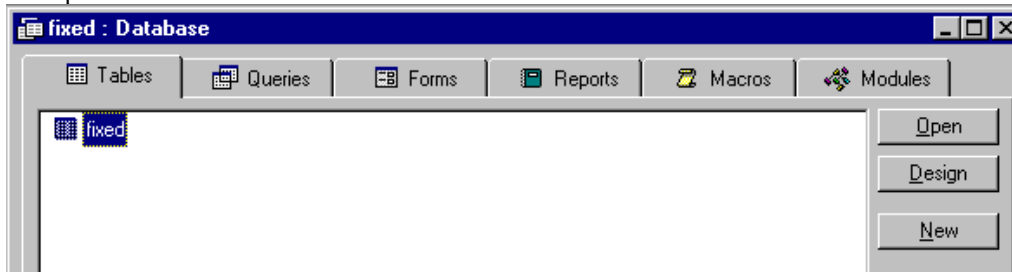 fixed : Database
Tables Queries Forms Reports Macros Modules
fixed Open
Design
New